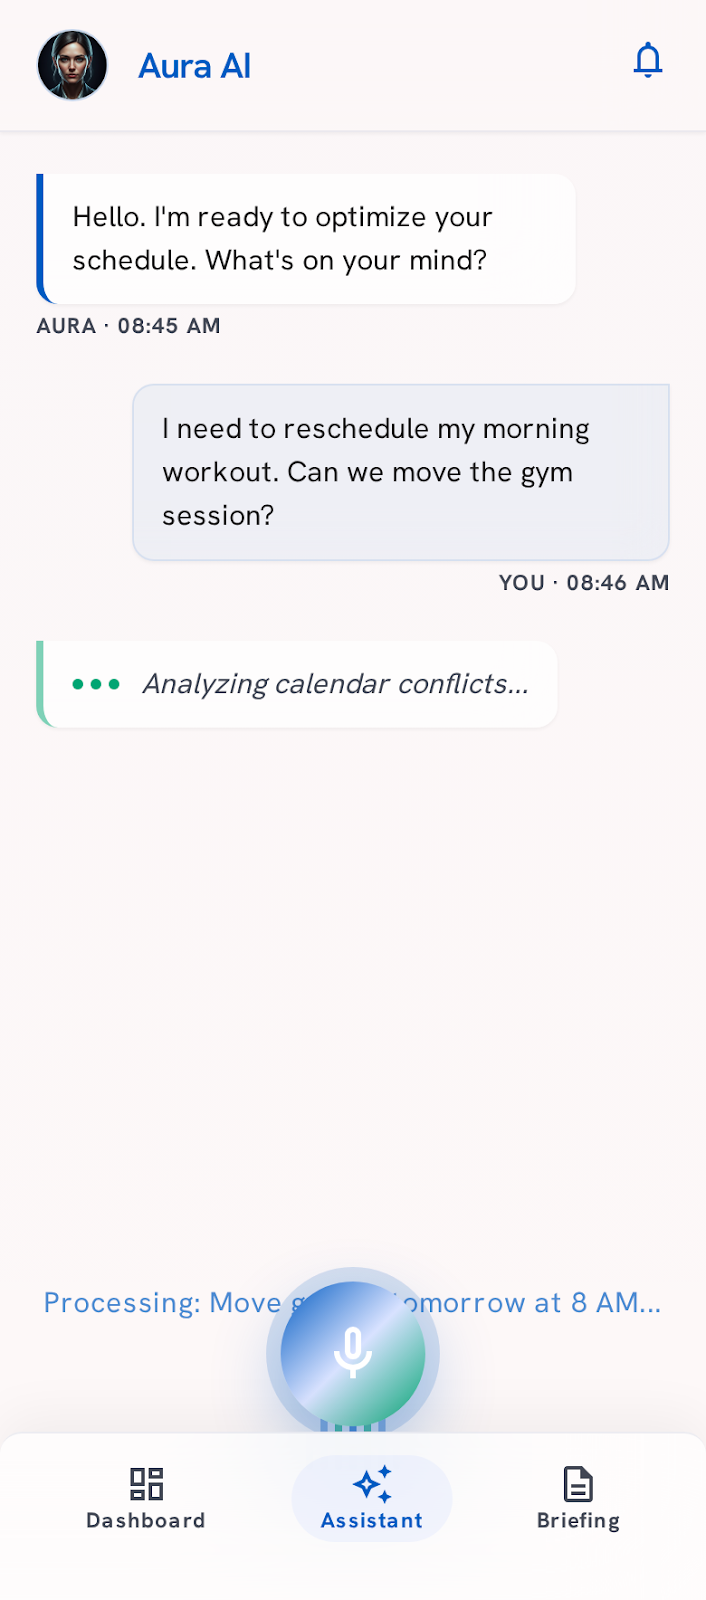 Aura AI
Hello. I'm ready to optimize your
schedule. What's on your mind?
AURA · 08:45 AM
I need to reschedule my morning
workout. Can we move the gym
session?
YOU · 08:46 AM
Analyzing calendar conflicts...
Processing: Move at 8 AM...
Dashboard
Assistant
Briefing